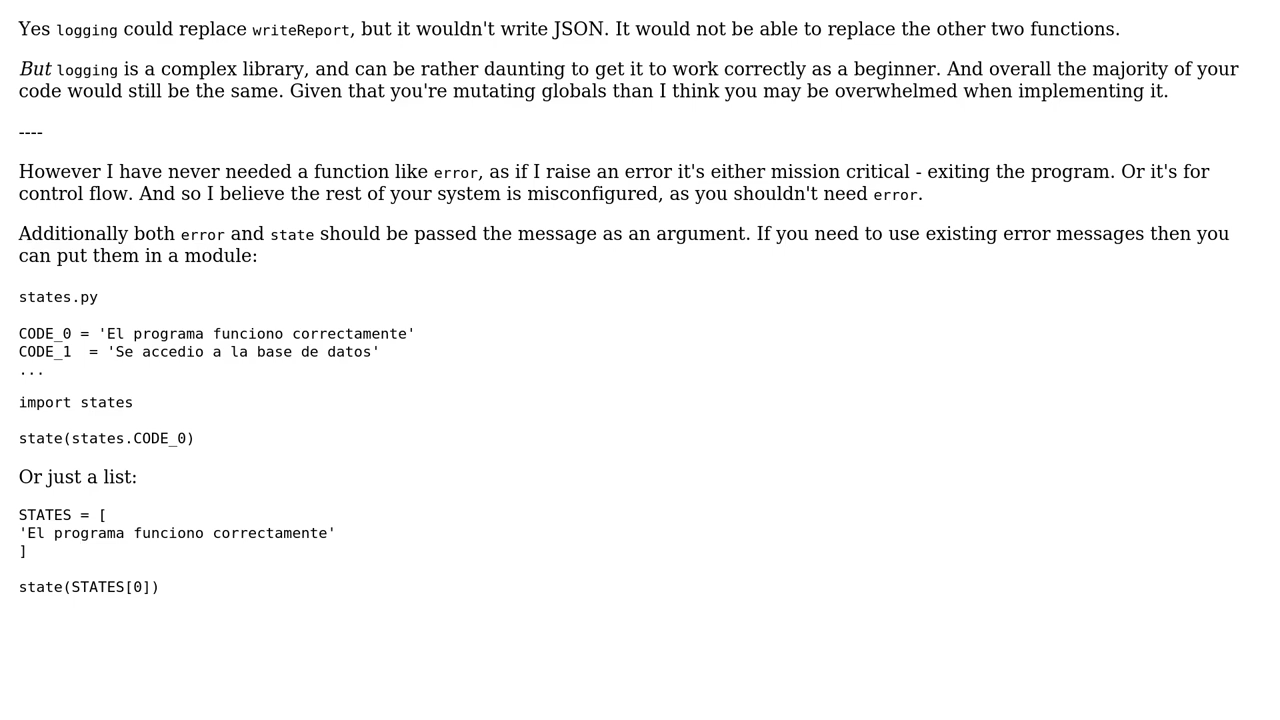 Yes logging could replace writeReport, but it wouldn't write JSON. It would not be able to replace the other two functions.
But logging is a complex library, and can be rather daunting to get it to work correctly as a beginner. And overall the majority of your
code would still be the same. Given that you're mutating globals than I think you may be overwhelmed when implementing it.
----
However I have never needed a function like error, as if I raise an error it's either mission critical - exiting the program. Or it's for
control flow. And so I believe the rest of your system is misconfigured, as you shouldn't need error.
Additionally both error and state should be passed the message as an argument. If you need to use existing error messages then you
can put them in a module:
states.py
CODE_0 = 'El programa funciono correctamente'
CODE_1  = 'Se accedio a la base de datos'
...
import states
state(states.CODE_0)
Or just a list:
STATES = [
'El programa funciono correctamente'
]
state(STATES[0])